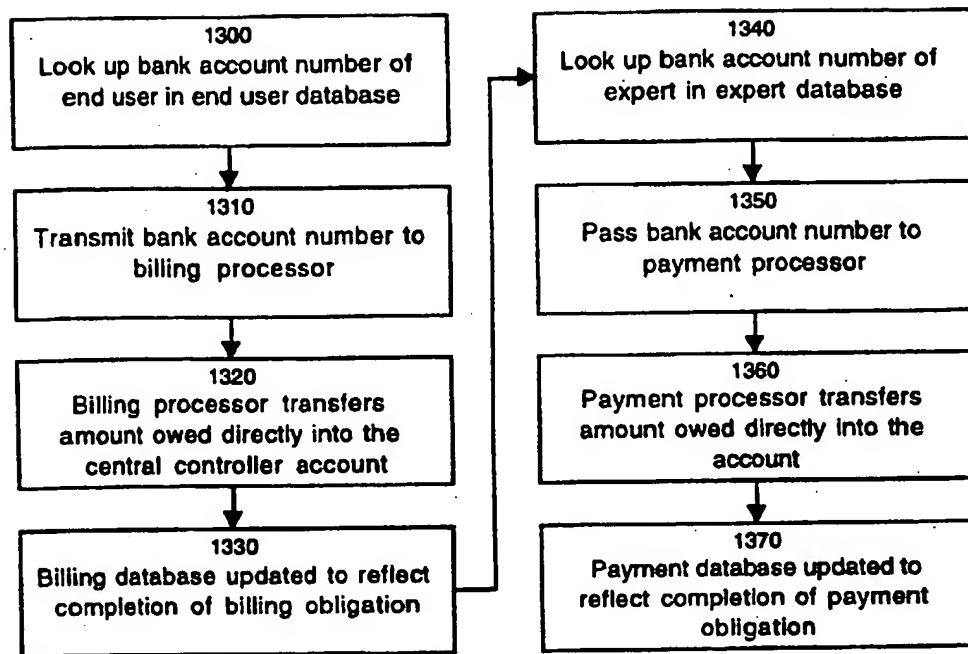 1300
Look up bank account number of
end user in end user database
1310
Transmit bank account number to
billing processor
1320
Billing processor transfers
amount owed directly into the
central controller account
1330
Billing database updated to reflect
completion of billing obligation
1340
Look up bank account number of
expert in expert database
1350
Pass bank account number to
payment processor
1360
Payment processor transfers
amount owed directly into the
account
1370
Payment database updated to
reflect completion of payment
obligation